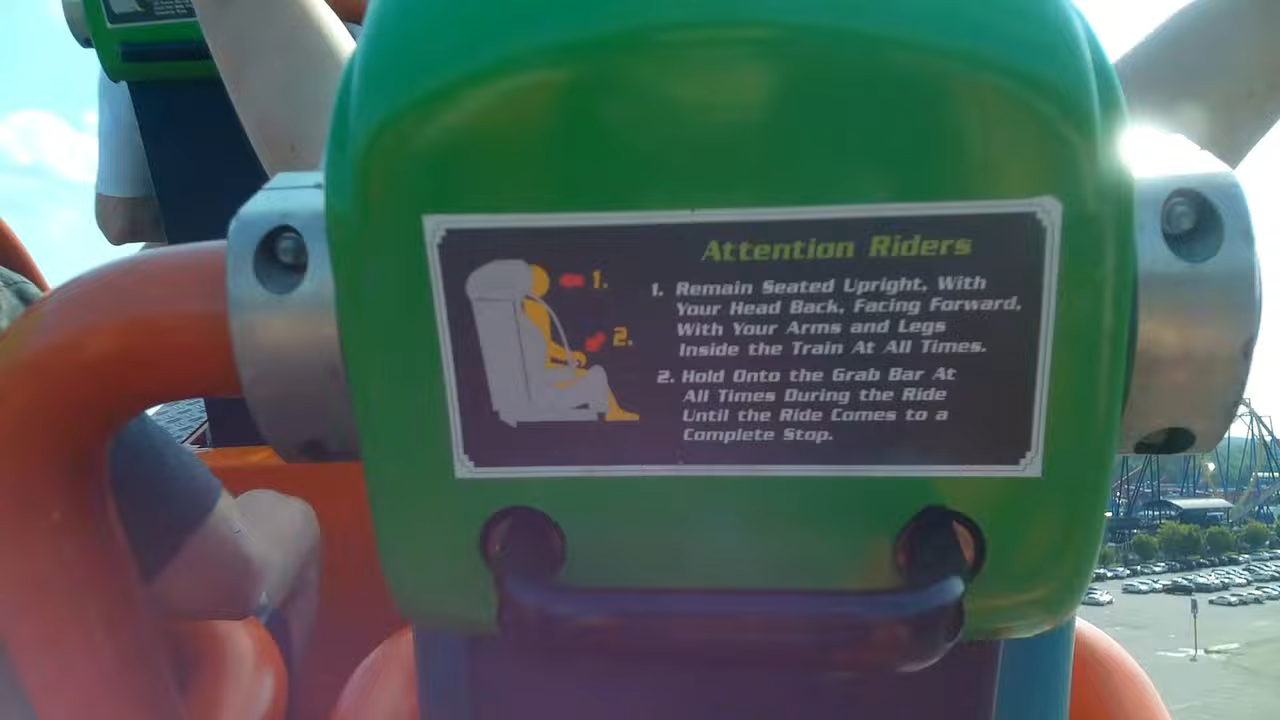 Attention Riders
1.
2.
1. Remain Seated Upright, With
Your Head Back, Facing Forward,
With Your Arms and Legs
Inside the Train At All Times.
2. Hold Onto the Grab Bar At
All Times During the Ride
Until the Ride Comes to a
Complete Stop.